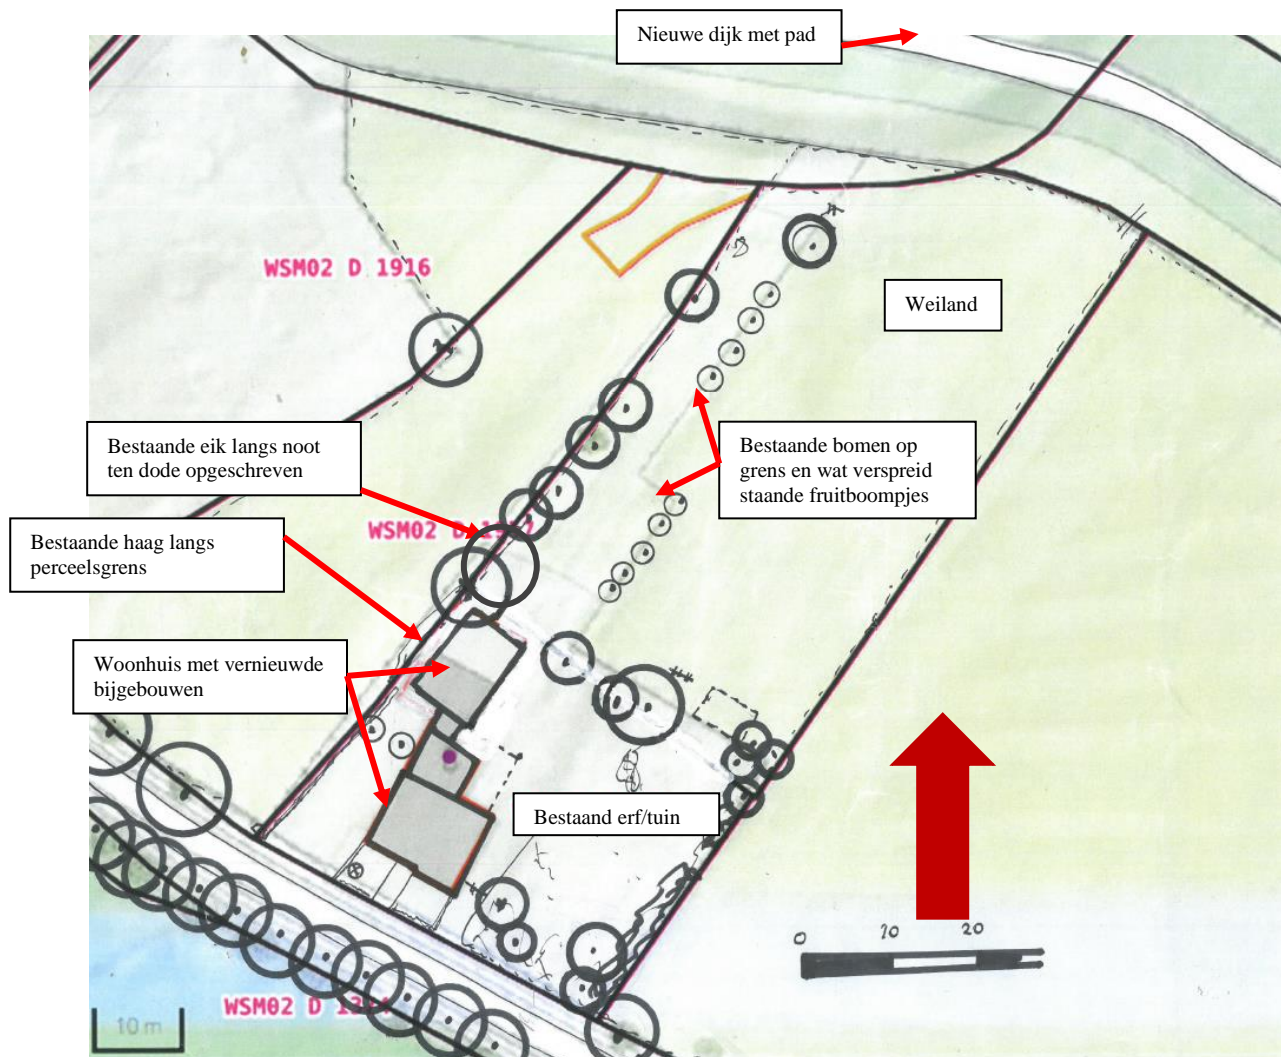 Nieuwe dijk met pad
WSM02 D 1916
Weiland
Bestaande eik langs noot
ten dode opgeschreven
Bestaande bomen op
grens en wat verspreid
staande fruitboompjes
WSM02 D
Bestaande haag langs
perceelsgrens
Woonhuis met vernieuwde
bijgebouwen
Bestaand erf/tuin
0 10 20
WSM02 D
10 m